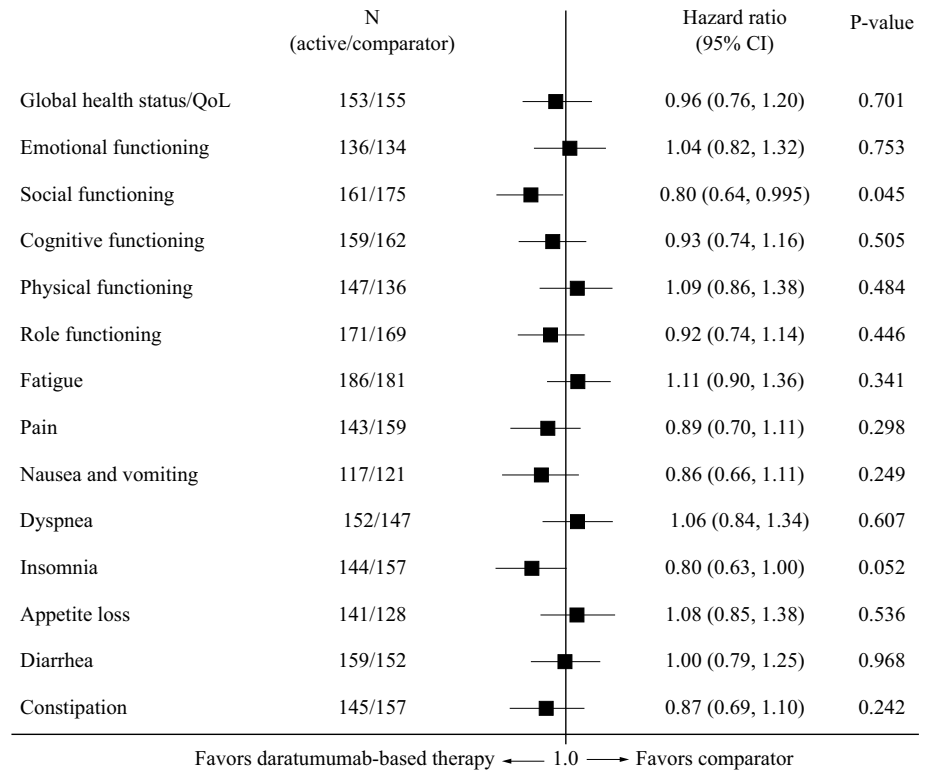 N Hazard ratio P-value
(active/comparator) (95% CI)
Global health status/QoL 153/155 0.96 (0.76, 1.20) 0.701
Emotional functioning 136/134 1.04 (0.82, 1.32) 0.753
Social functioning 161/175 0.80 (0.64, 0.995) 0.045
Cognitive functioning 159/162 0.93 (0.74, 1.16) 0.505
Physical functioning 147/136 1.09 (0.86, 1.38) 0.484
Role functioning 171/169 0.92 (0.74, 1.14) 0.446
Fatigue 186/181 1.11 (0.90, 1.36) 0.341
Pain 143/159 0.89 (0.70, 1.11) 0.298
Nausea and vomiting 117/121 0.86 (0.66, 1.11) 0.249
Dyspnea 152/147 1.06 (0.84, 1.34) 0.607
Insomnia 144/157 0.80 (0.63, 1.00) 0.052
Appetite loss 141/128 1.08 (0.85, 1.38) 0.536
Diarrhea 159/152 1.00 (0.79, 1.25) 0.968
Constipation 145/157 0.87 (0.69, 1.10) 0.242
Favors daratumumab-based therapy ← 1.0 → Favors comparator